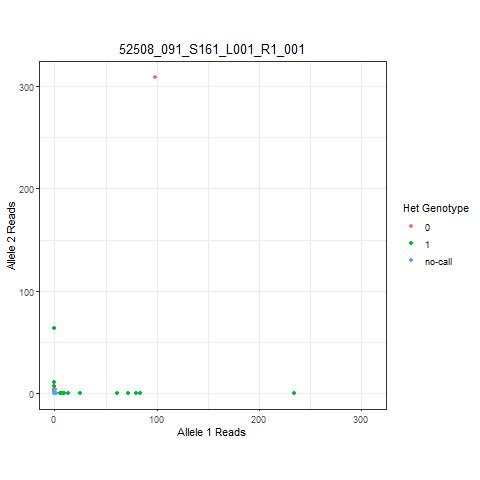 52508_091_S161_L001_R1_001
300
200
100
0
Allele 2 Reads
0 100 200 300
Allele 1 Reads
Het Genotype
0
1
no-call